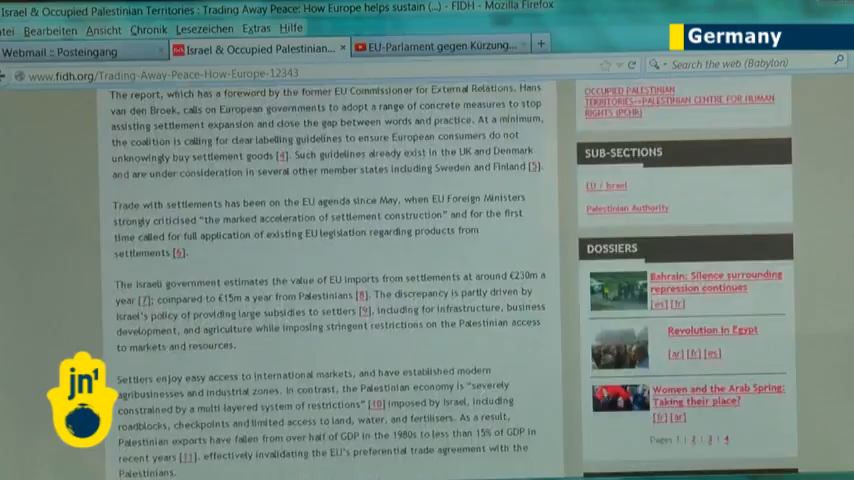 Israel & Occupied Palestinian Territories : Trading Away Peace: How Europe helps sustain (...) - FIDH - Mozilla Firefox
Bearbeiten Ansicht Chronik Lesezeichen Extras Hilfe
Webmail :: Posteingang
Israel & Occupied Palestinian...
EU-Parlament gegen Kürzung...
www.fidh.org/Trading-Away-Peace-How-Europe-12343
Search the web (Babylon)
Germany
The report, which has a foreword by the former EU Commissioner for External Relations, Hans
van den Broek, calls on European governments to adopt a range of concrete measures to stop
assisting settlement expansion and close the gap between words and practice. At a minimum,
the coalition is calling for clear labelling guidelines to ensure European consumers do not
unknowingly buy settlement goods [4]. Such guidelines already exist in the UK and Denmark
and are under consideration in several other member states including Sweden and Finland [5].
Trade with settlements has been on the EU agenda since May, when EU Foreign Ministers
strongly criticised "the marked acceleration of settlement construction" and for the first
time called for full application of existing EU legislation regarding products from
settlements [6].
The Israeli government estimates the value of EU imports from settlements at around €230m a
year [7]; compared to €15m a year from Palestinians [8]. The discrepancy is partly driven by
Israel's policy of providing large subsidies to settlers [9], including for infrastructure, business
development, and agriculture while imposing stringent restrictions on the Palestinian access
to markets and resources.
Settlers enjoy easy access to international markets, and have established modern
agribusinesses and industrial zones. In contrast, the Palestinian economy is "severely
constrained by a multi layered system of restrictions" [10] imposed by Israel, including
roadblocks, checkpoints and limited access to land, water, and fertilisers. As a result,
Palestinian exports have fallen from over half of GDP in the 1980s to less than 15% of GDP in
recent years [11], effectively invalidating the EU's preferential trade agreement with the
Palestinians.
OCCUPIED PALESTINIAN
TERRITORIES--PALESTINIAN CENTRE FOR HUMAN
RIGHTS (PCHR)
SUB-SECTIONS
EU / Israel
Palestinian Authority
DOSSIERS
Bahrain: Silence surrounding
repression continues
[es] [fr]
Revolution in Egypt
[ar] [fr] [es]
Women and the Arab Spring:
Taking their place?
[fr] [ar]
Pages 1 | 2 | 3 | 4
jn1